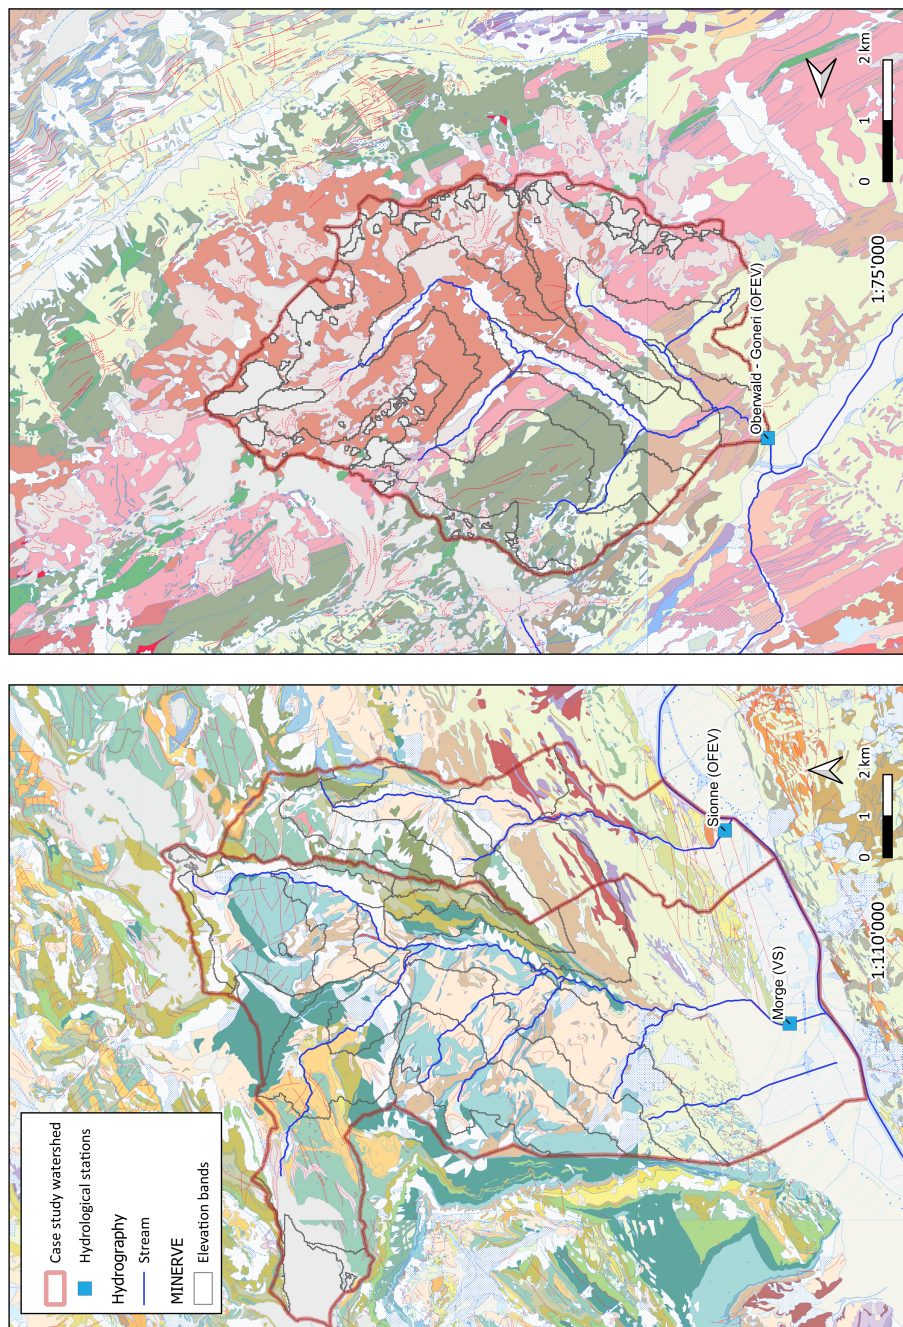 Case study watershed
Hydrological stations
Hydrography
Stream
MINERVE
Elevation bands
Morge (VS)
Sionne (OFEV)
1:110'000
0 1 2 km
Oberwald - Goneri (OFEV)
1:75'000
0 1 2 km
N